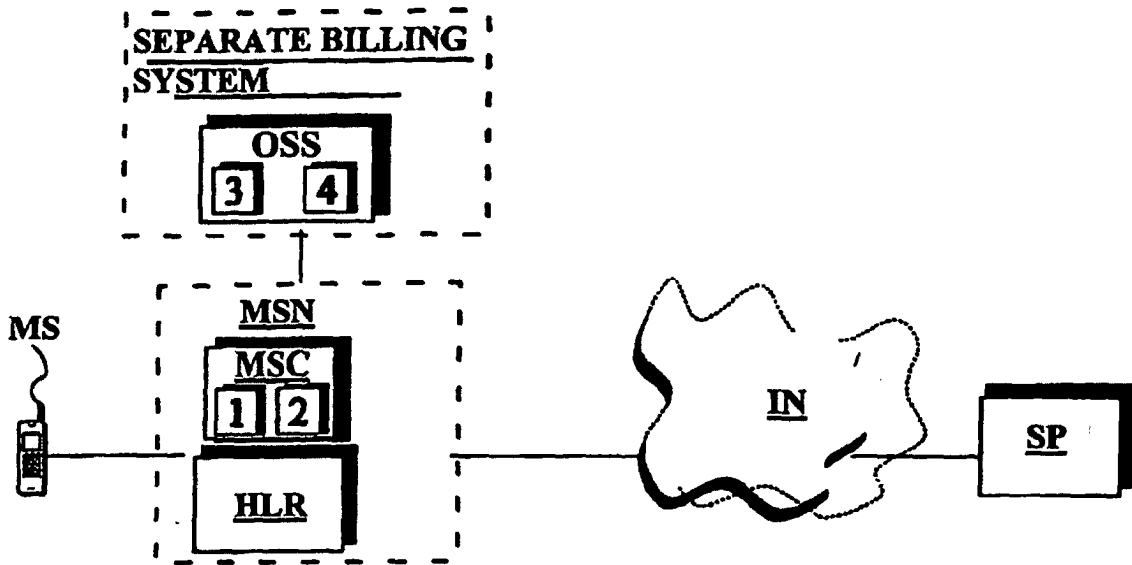 SEPARATE BILLING
SYSTEM
OSS
3 4
MSN
MS
MSC
1 2
IN
SP
HLR